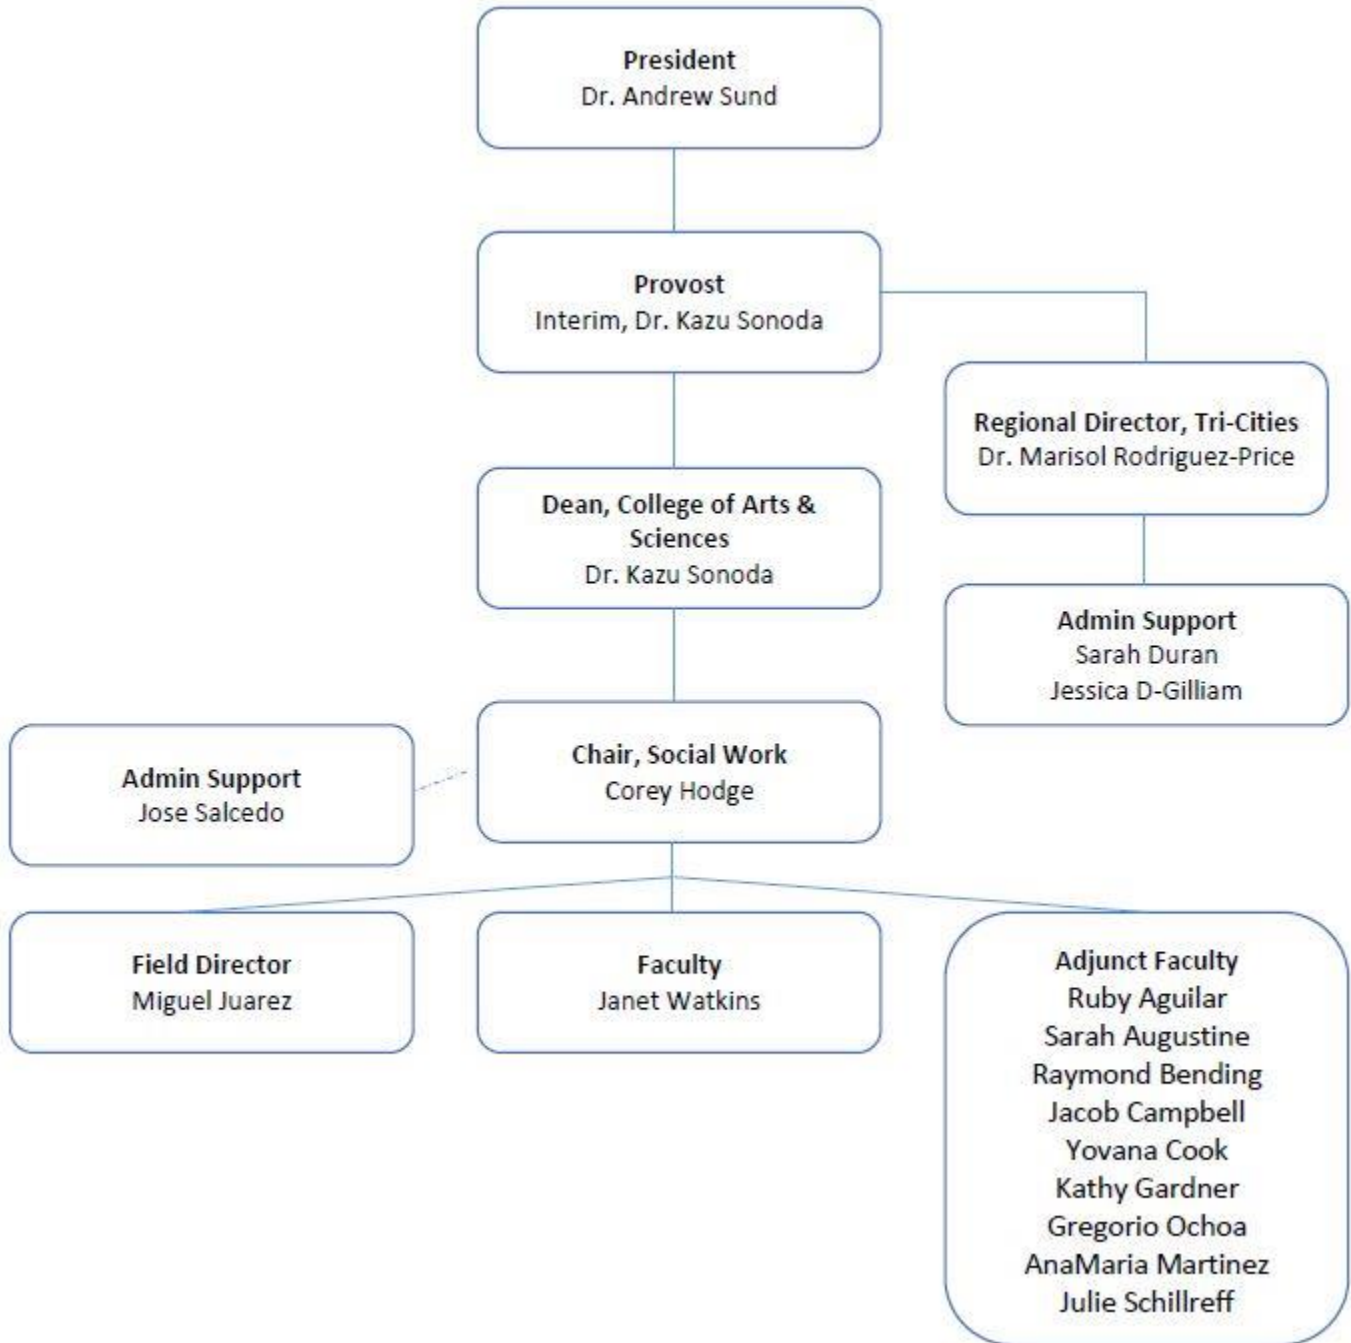 President
Dr. Andrew Sund
Provost
Interim, Dr. Kazu Sonoda
Regional Director, Tri-Cities
Dr. Marisol Rodriguez-Price
Dean, College of Arts &
Sciences
Dr. Kazu Sonoda
Admin Support
Sarah Duran
Jessica D-Gilliam
Chair, Social Work
Corey Hodge
Admin Support
Jose Salcedo
Field Director
Miguel Juarez
Faculty
Janet Watkins
Adjunct Faculty
Ruby Aguilar
Sarah Augustine
Raymond Bending
Jacob Campbell
Yovana Cook
Kathy Gardner
Gregorio Ochoa
AnaMaria Martinez
Julie Schillreff